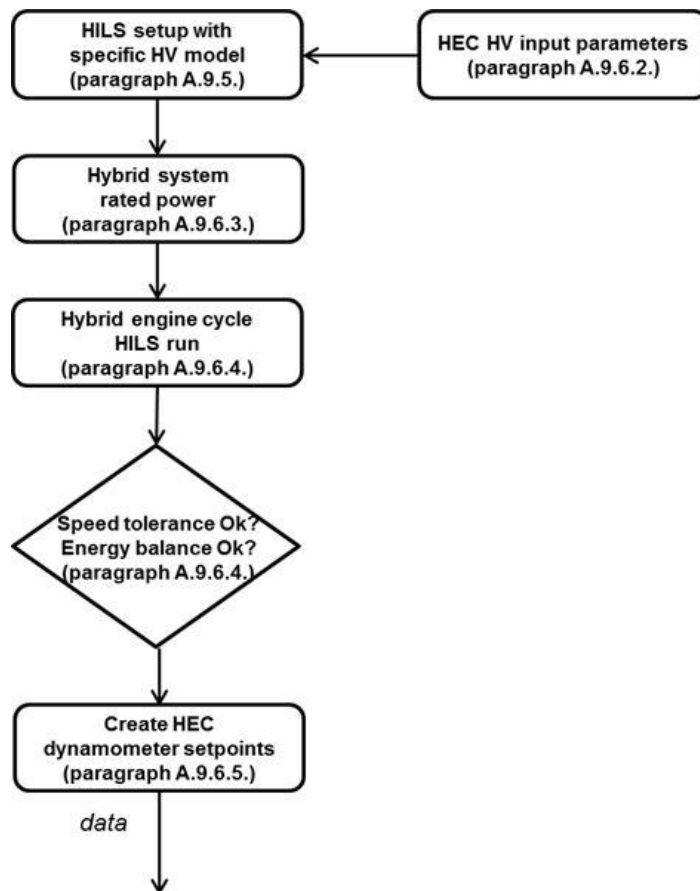 HILS setup with
specific HV model
(paragraph A.9.5.)
HEC HV input parameters
(paragraph A.9.6.2.)
Hybrid system
rated power
(paragraph A.9.6.3.)
Hybrid engine cycle
HILS run
(paragraph A.9.6.4.)
Speed tolerance Ok?
Energy balance Ok?
(paragraph A.9.6.4.)
Create HEC
dynamometer setpoints
(paragraph A.9.6.5.)
data